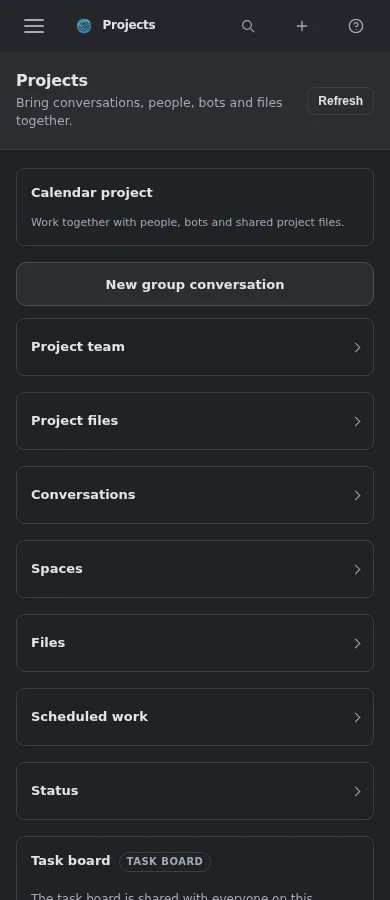 Projects
Projects
Bring conversations, people, bots and files
together.
Refresh
Calendar project
Work together with people, bots and shared project files.
New group conversation
Project team
Project files
Conversations
Spaces
Files
Scheduled work
Status
Task board TASK BOARD
The task board is shared with everyone on this